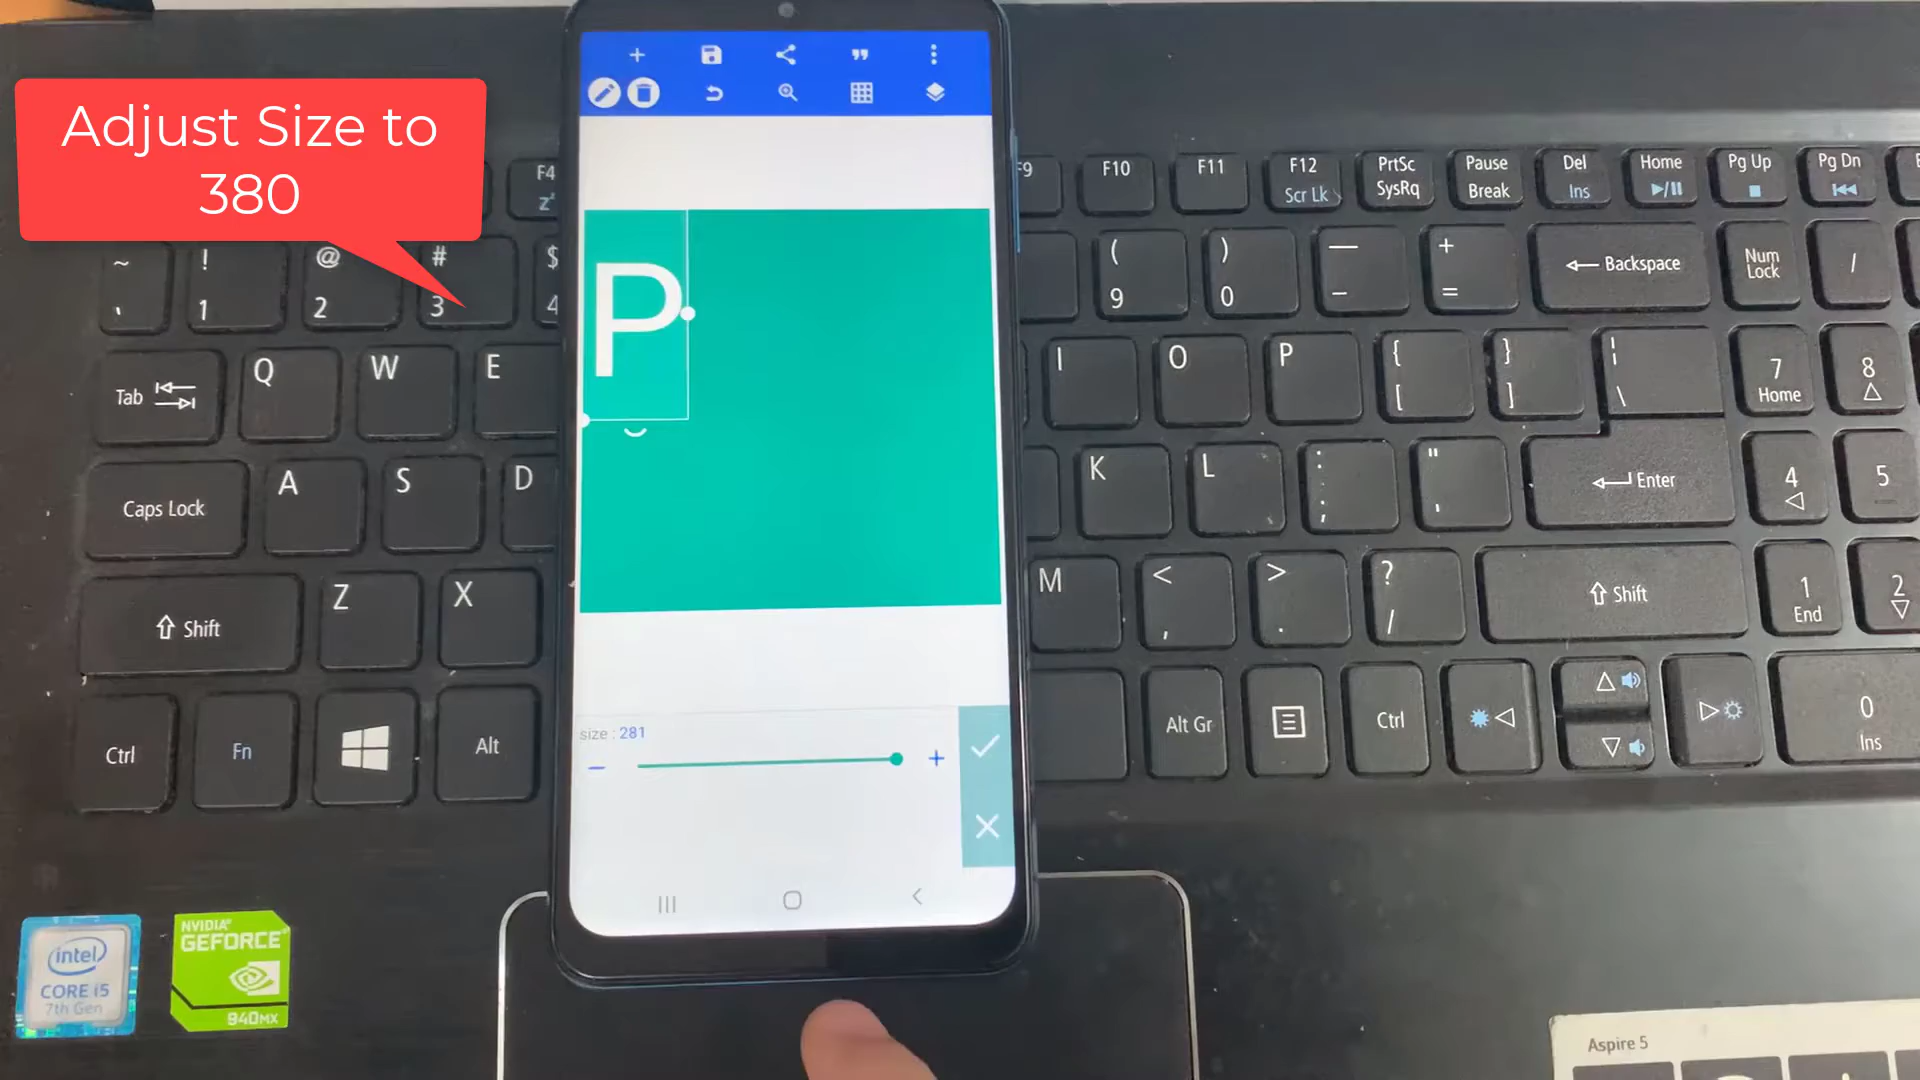 Adjust Size to
380
P
size : 281
F4
z
F9
F10
F11
F12
Scr Lk
PrtSc
SysRq
Pause
Break
Del
Ins
Home
Pg Up
Pg Dn
~
!
1
@
2
#
3
$
4
(
9
)
0
—
–
+
=
Backspace
Num
Lock
/
Tab
Q
W
E
I
O
P
{
[
}
]
¦
\
7
Home
8
Caps Lock
A
S
D
K
L
:
;
"
'
Enter
4
5
Shift
Z
X
M
<
,
>
.
?
/
Shift
1
End
2
Ctrl
Fn
Alt
Alt Gr
Ctrl
0
Ins
intel
CORE i5
7th Gen
NVIDIA®
GEFORCE®
940MX
Aspire 5